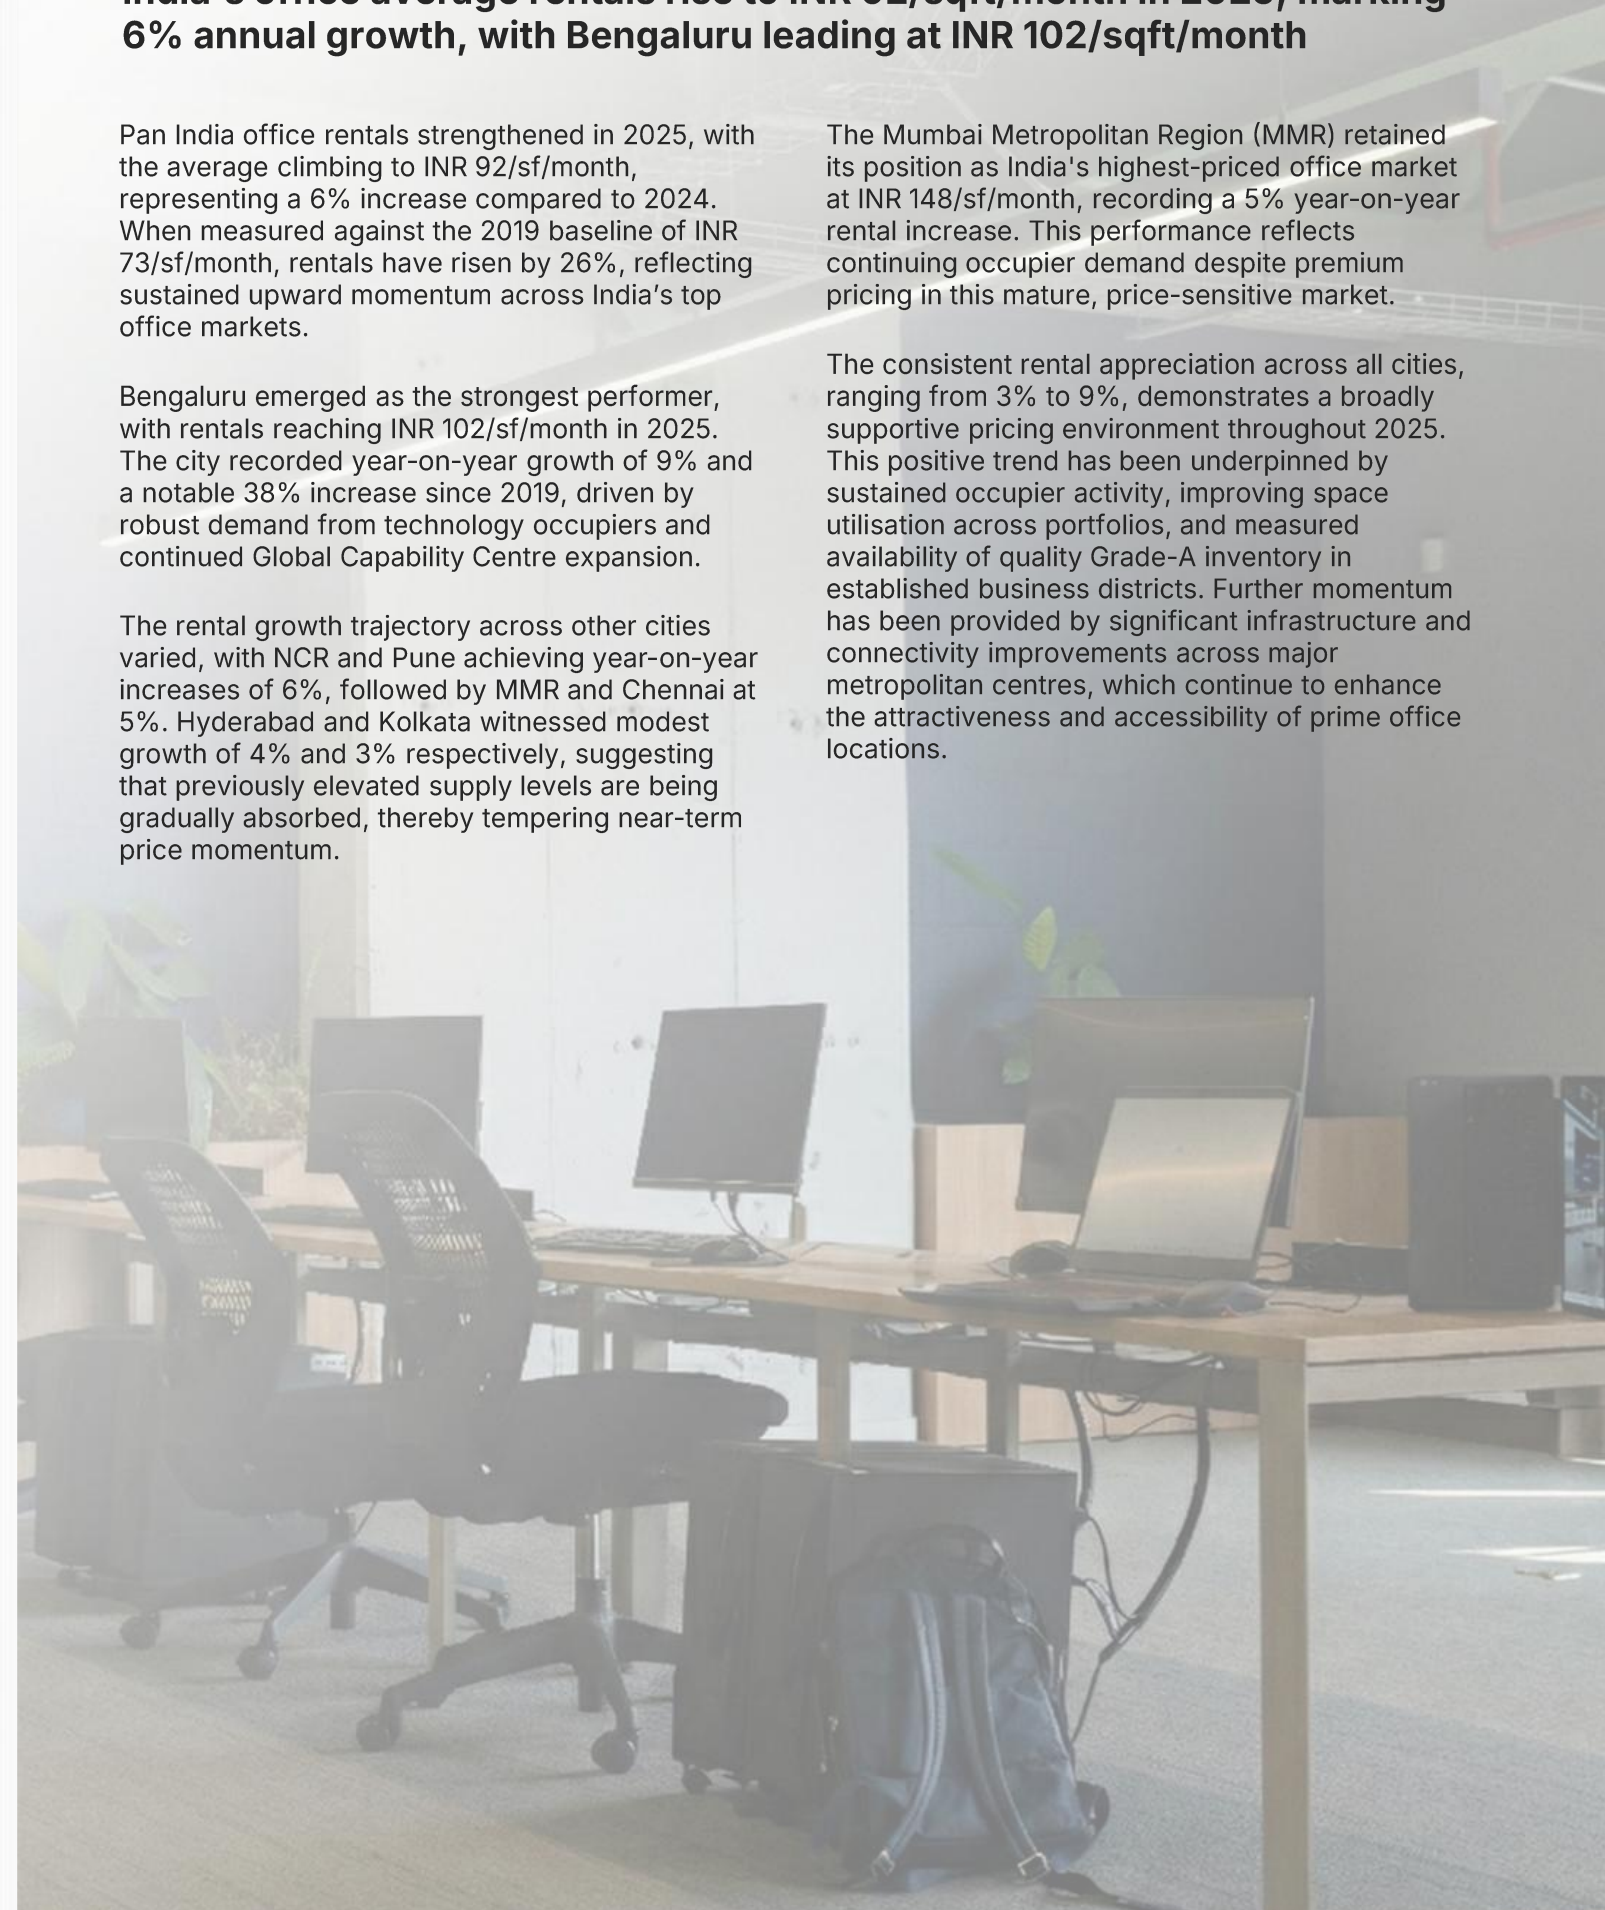 India's office average rentals rise to INR 92/sqft/month in 2025, marking
6% annual growth, with Bengaluru leading at INR 102/sqft/month
Pan India office rentals strengthened in 2025, with
the average climbing to INR 92/sf/month,
representing a 6% increase compared to 2024.
When measured against the 2019 baseline of INR
73/sf/month, rentals have risen by 26%, reflecting
sustained upward momentum across India’s top
office markets.
Bengaluru emerged as the strongest performer,
with rentals reaching INR 102/sf/month in 2025.
The city recorded year-on-year growth of 9% and
a notable 38% increase since 2019, driven by
robust demand from technology occupiers and
continued Global Capability Centre expansion.
The rental growth trajectory across other cities
varied, with NCR and Pune achieving year-on-year
increases of 6%, followed by MMR and Chennai at
5%. Hyderabad and Kolkata witnessed modest
growth of 4% and 3% respectively, suggesting
that previously elevated supply levels are being
gradually absorbed, thereby tempering near-term
price momentum.
The Mumbai Metropolitan Region (MMR) retained
its position as India's highest-priced office market
at INR 148/sf/month, recording a 5% year-on-year
rental increase. This performance reflects
continuing occupier demand despite premium
pricing in this mature, price-sensitive market.
The consistent rental appreciation across all cities,
ranging from 3% to 9%, demonstrates a broadly
supportive pricing environment throughout 2025.
This positive trend has been underpinned by
sustained occupier activity, improving space
utilisation across portfolios, and measured
availability of quality Grade-A inventory in
established business districts. Further momentum
has been provided by significant infrastructure and
connectivity improvements across major
metropolitan centres, which continue to enhance
the attractiveness and accessibility of prime office
locations.